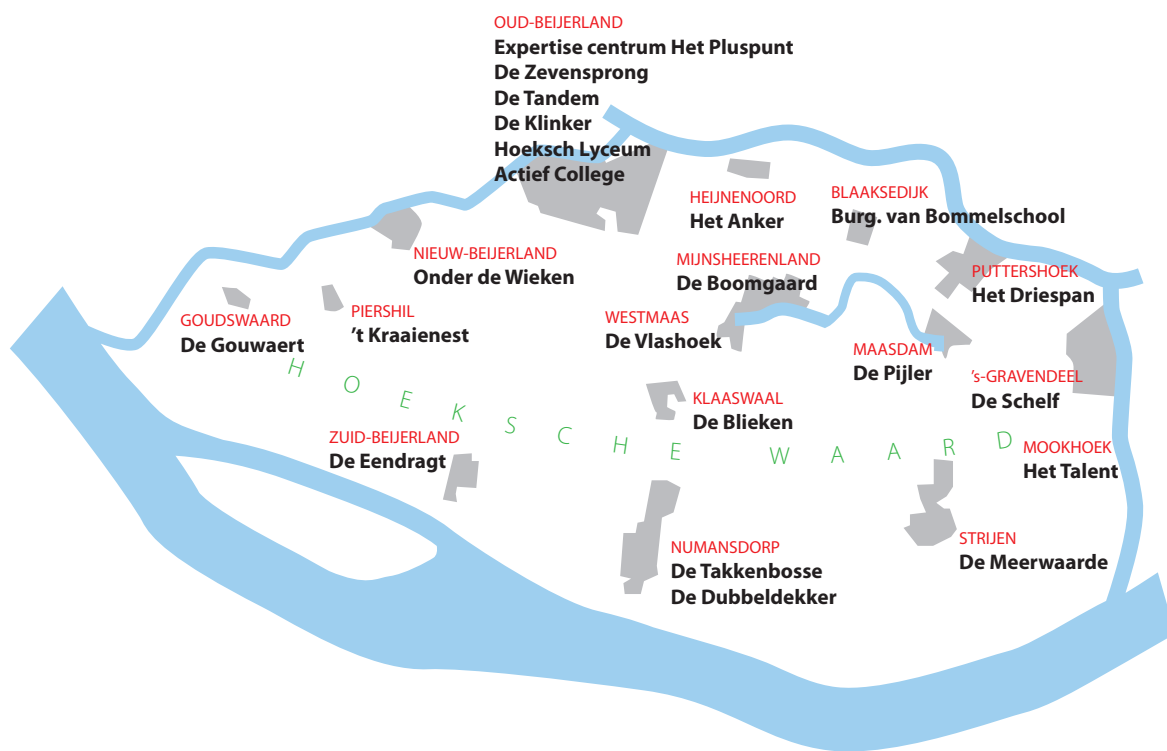 OUD-BEIJERLAND
Expertise centrum Het Pluspunt
De Zevensprong
De Tandem
De Klinker
Hoeksch Lyceum
Actief College
HEIJNENOORD
Het Anker
BLAAKSEDIJK
Burg. van Bommelschool
NIEUW-BEIJERLAND
Onder de Wieken
MIJNSHEERENLAND
De Boomgaard
PUTTERSHOEK
Het Driespan
GOUDSWAARD
De Gouwaert
PIERSHIL
’t Kraaienest
WESTMAAS
De Vlashoek
MAASDAM
De Pijler
’s-GRAVENDEEL
De Schelf
KLAASWAAL
De Blieken
HOEKSCHE WAARD
ZUID-BEIJERLAND
De Eendragt
MOOKHOEK
Het Talent
NUMANSDORP
De Takkenbosse
De Dubbeldekker
STRIJEN
De Meerwaarde